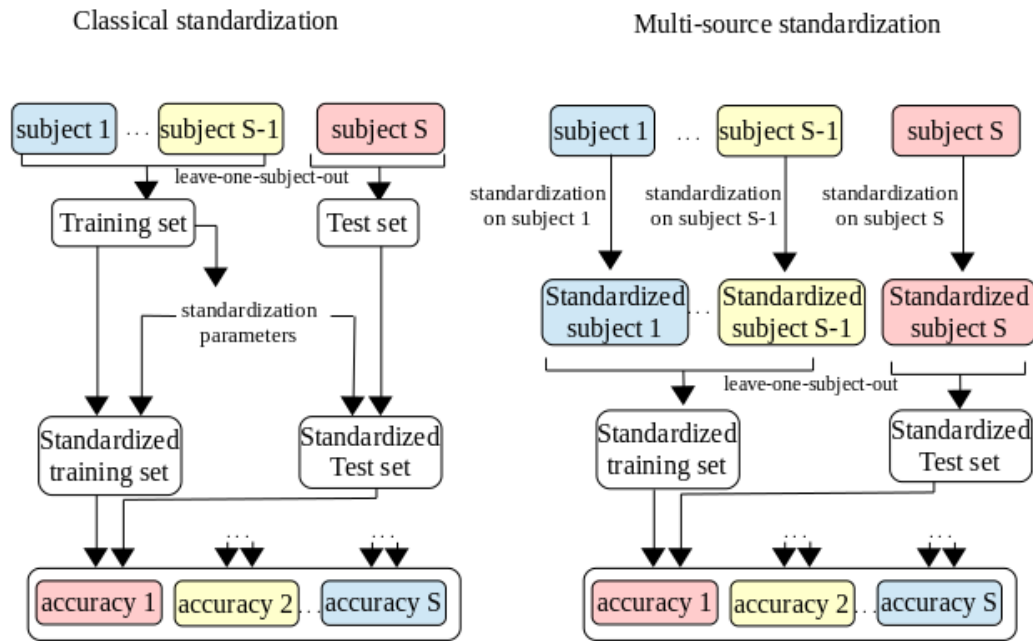 Classical standardization
subject 1 ... subject S-1
subject S
leave-one-subject-out
Training set
Test set
standardization
parameters
Standardized
training set
Standardized
Test set
...
...
accuracy 1
accuracy 2 ... accuracy S
Multi-source standardization
subject 1 ... subject S-1
subject S
standardization
on subject 1
standardization
on subject S-1
standardization
on subject S
Standardized
subject 1
...
Standardized
subject S-1
Standardized
subject S
leave-one-subject-out
Standardized
training set
Standardized
Test set
...
...
accuracy 1
accuracy 2 ... accuracy S